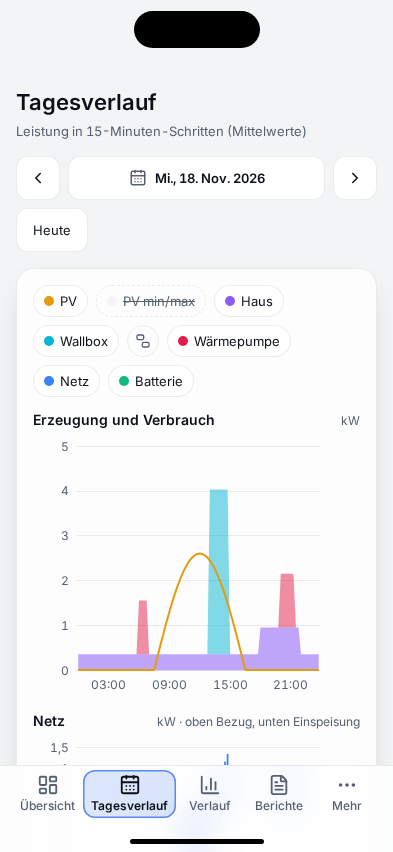 Tagesverlauf
Leistung in 15-Minuten-Schritten (Mittelwerte)
Mi., 18. Nov. 2026
Heute
PV
PV min/max
Haus
Wallbox
Wärmepumpe
Netz
Batterie
Erzeugung und Verbrauch
kW
5
4
3
2
1
0
03:00
09:00
15:00
21:00
Netz
kW · oben Bezug, unten Einspeisung
1,5
Übersicht
Tagesverlauf
Verlauf
Berichte
Mehr